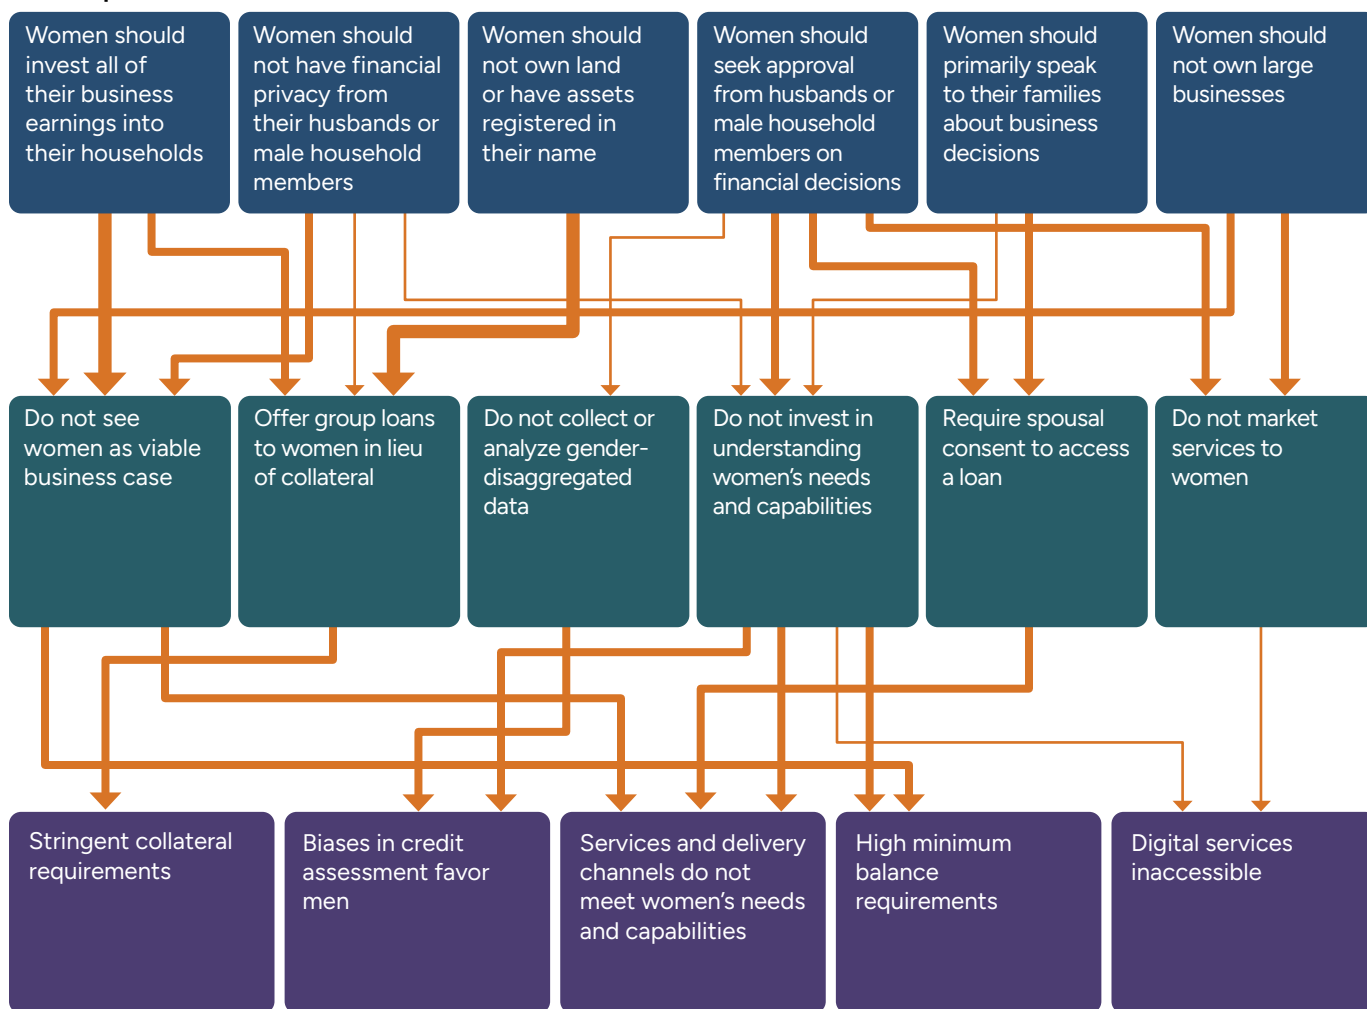 Women should
invest all of
their business
earnings into
their households
Women should
not have financial
privacy from
their husbands or
male household
members
Women should
not own land
or have assets
registered in
their name
Women should
seek approval
from husbands or
male household
members on
financial decisions
Women should
primarily speak
to their families
about business
decisions
Women should
not own large
businesses
Do not see
women as viable
business case
Offer group loans
to women in lieu
of collateral
Do not collect or
analyze gender-
disaggregated
data
Do not invest in
understanding
women’s needs
and capabilities
Require spousal
consent to access
a loan
Do not market
services to
women
Stringent collateral
requirements
Biases in credit
assessment favor
men
Services and delivery
channels do not
meet women’s needs
and capabilities
High minimum
balance
requirements
Digital services
inaccessible